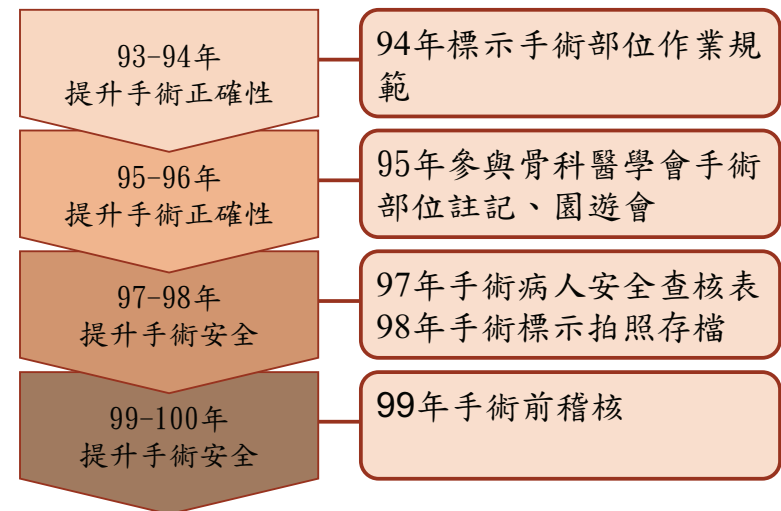 93-94年
提升手術正確性
94年標示手術部位作業規
範
95-96年
提升手術正確性
95年參與骨科醫學會手術
部位註記、園遊會
97-98年
提升手術安全
97年手術病人安全查核表
98年手術標示拍照存檔
99-100年
提升手術安全
99年手術前稽核